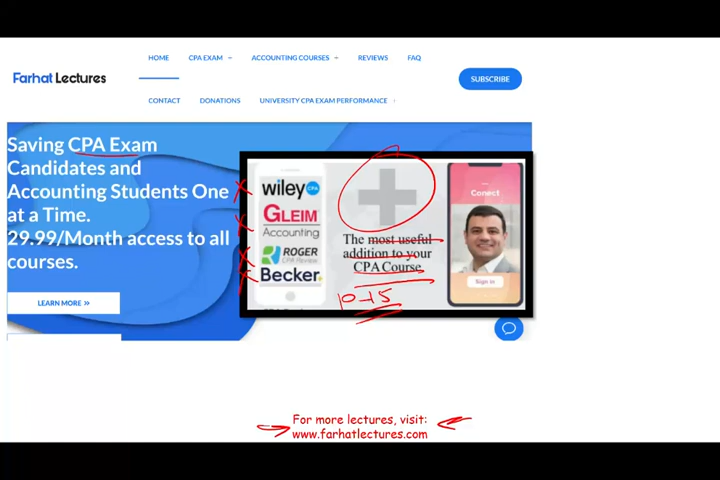 HOME CPA EXAM ACCOUNTING COURSES REVIEWS FAQ
Farhat Lectures
SUBSCRIBE
CONTACT DONATIONS UNIVERSITY CPA EXAM PERFORMANCE
Saving CPA Exam
Candidates and
Accounting Students One
at a Time.
29.99/Month access to all
courses.
LEARN MORE »
wiley CPA
GLEIM
Accounting
ROGER
CPA Review
Becker.
The most useful
addition to your
CPA Course
10-15
Conect
Sign in
For more lectures, visit:
www.farhatlectures.com